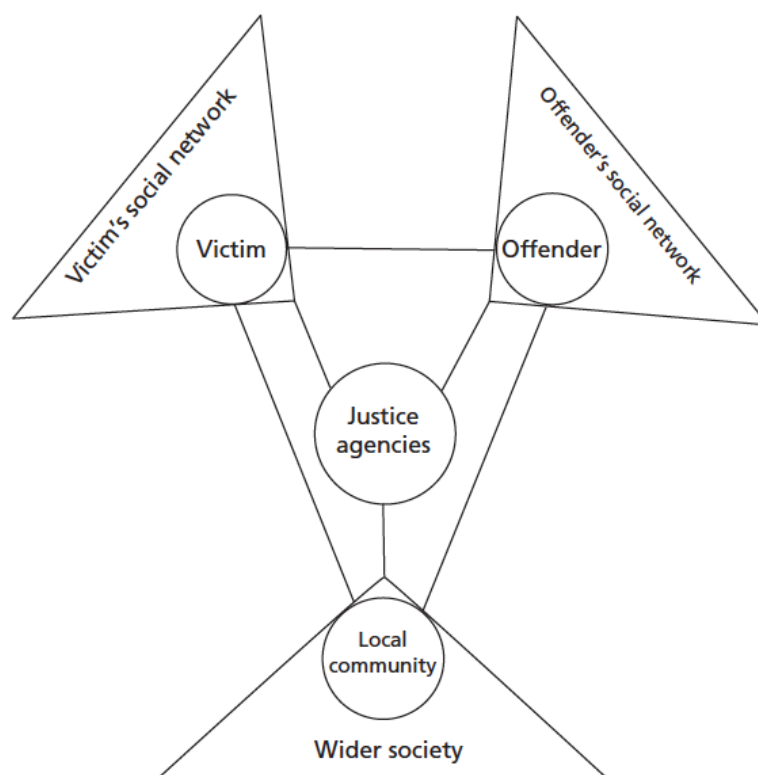 Victim's social network
Offender's social network
Victim
Offender
Justice
agencies
Local
community
Wider society